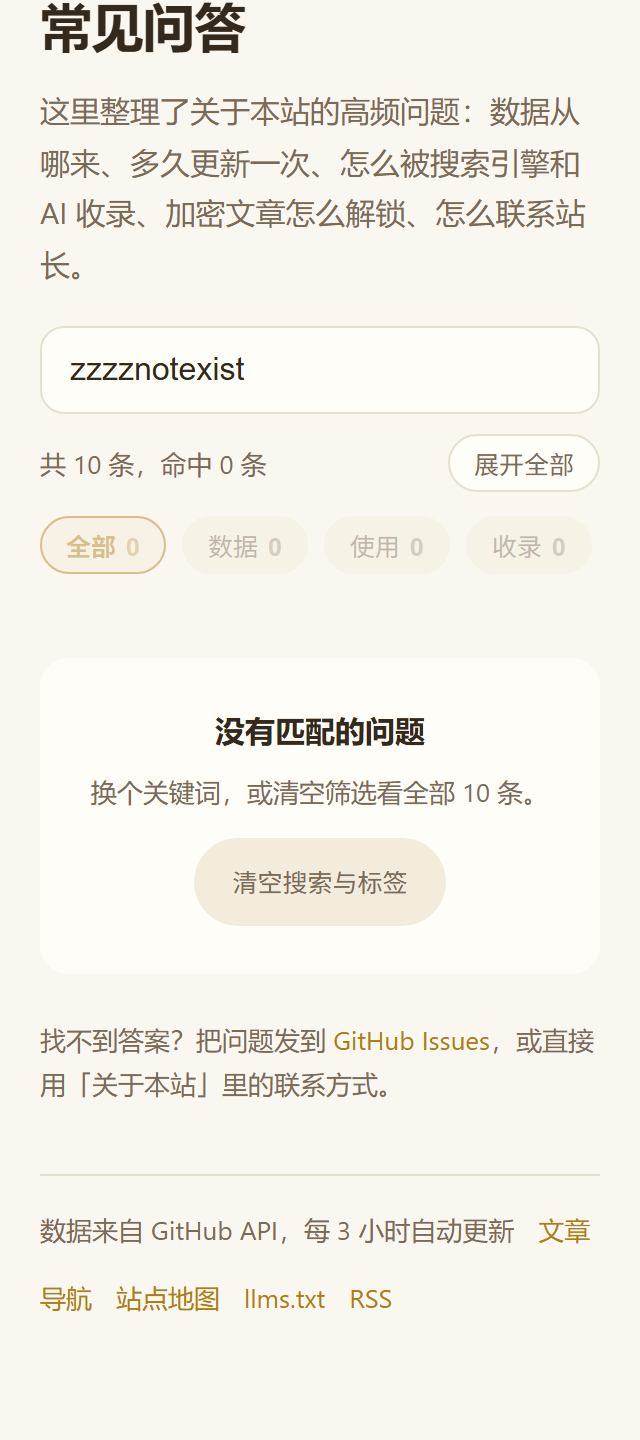 常见问答
这里整理了关于本站的高频问题：数据从
哪来、多久更新一次、怎么被搜索引擎和
AI 收录、加密文章怎么解锁、怎么联系站
长。
zzzznotexist
共 10 条，命中 0 条
展开全部
全部 0 数据 0 使用 0 收录 0
没有匹配的问题
换个关键词，或清空筛选看全部 10 条。
清空搜索与标签
找不到答案？把问题发到 GitHub Issues，或直接
用「关于本站」里的联系方式。
数据来自 GitHub API，每 3 小时自动更新 文章
导航 站点地图 llms.txt RSS